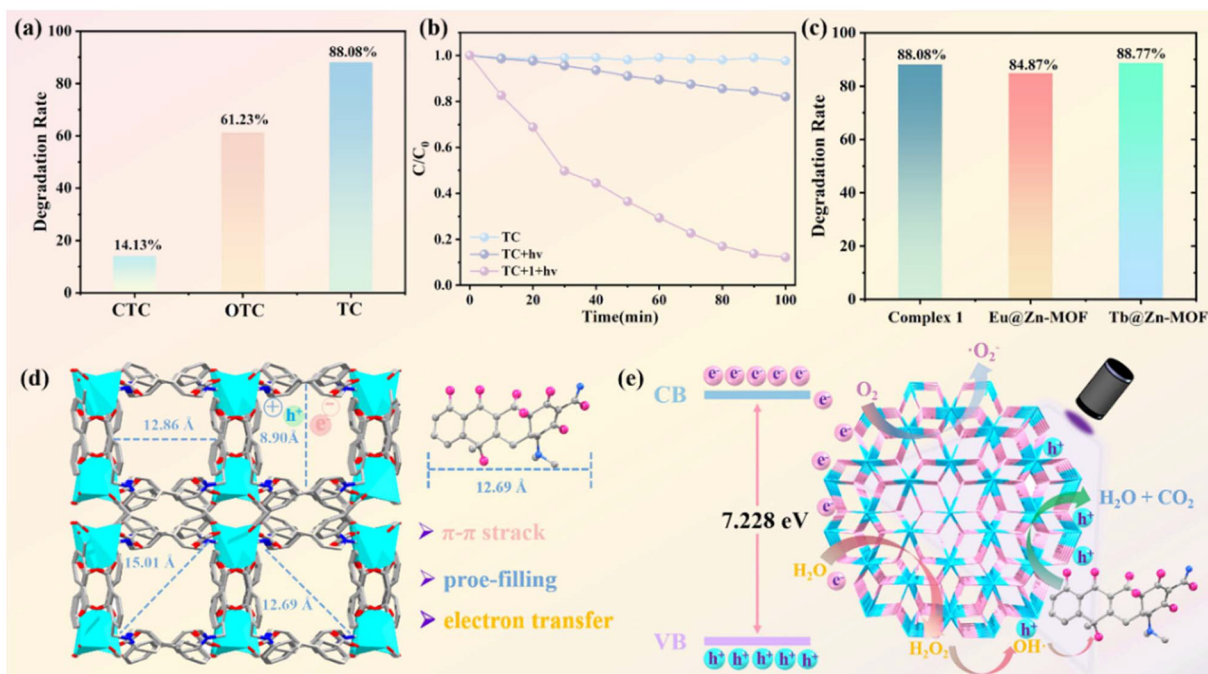 (a)
100
80
60
40
20
0
Degradation Rate
14.13%
61.23%
88.08%
CTC
OTC
TC
(b)
1.0
0.8
0.6
0.4
0.2
0.0
C/C₀
TC
TC+hv
TC+1+hv
0
20
40
60
80
100
Time(min)
(c)
100
80
60
40
20
0
Degradation Rate
88.08%
84.87%
88.77%
Complex 1
Eu@Zn-MOF
Tb@Zn-MOF
(d)
12.86 Å
+
h⁺
−
e⁻
8.90Å
15.01 Å
12.69 Å
12.69 Å
π-π strack
proe-filling
electron transfer
(e)
CB
e⁻ e⁻ e⁻ e⁻ e⁻
e⁻
e⁻
e⁻
e⁻
e⁻
7.228 eV
VB
h⁺ h⁺ h⁺ h⁺ h⁺
O₂
·O₂⁻
h⁺
H₂O + CO₂
h⁺
h⁺
H₂O
H₂O₂
h⁺
OH·